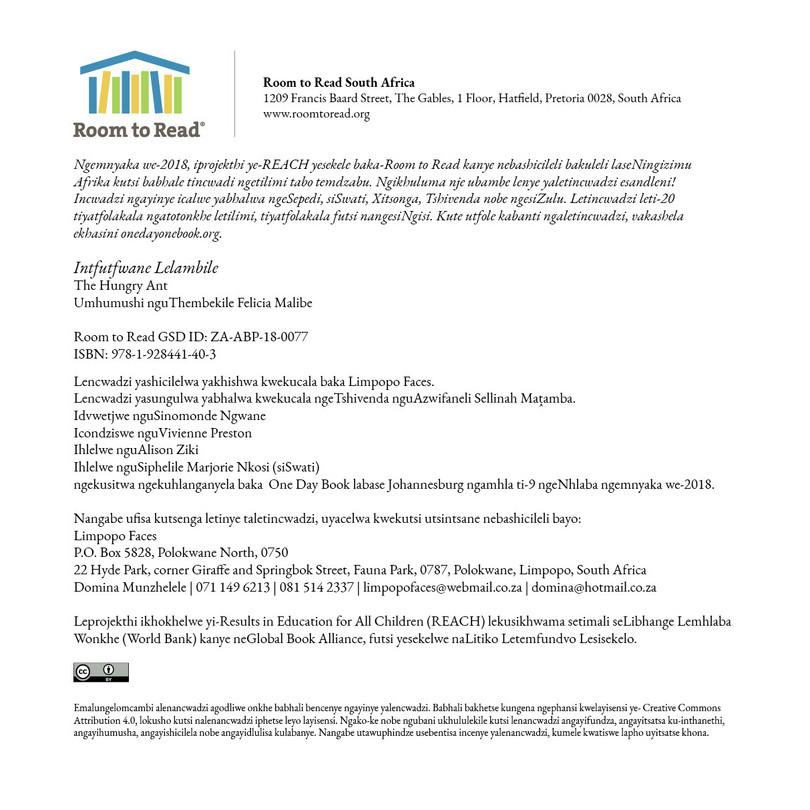 Room to Read®
Room to Read South Africa
1209 Francis Baard Street, The Gables, 1 Floor, Hatfield, Pretoria 0028, South Africa
www.roomtoread.org
Ngemnyaka we-2018, iprojekthi ye-REACH yesekele baka-Room to Read kanye nebashicileli bakuleli laseNingizimu
Afrika kutsi babhale tincwadi ngetilimi tabo temdzabu. Ngikhuluma nje ubambe lenye yaletincwadzi esandleni!
Incwadzi ngayinye icalwe yabhalwa ngeSepedi, siSwati, Xitsonga, Tshivenda nobe ngesiZulu. Letincwadzi leti-20
tiyatfolakala ngatotonkhe letilimi, tiyatfolakala futsi nangesiNgisi. Kute utfole kabanti ngaletincwadzi, vakashela
ekhasini onedayonebook.org.
Intfutfwane Lelambile
The Hungry Ant
Umhumushi nguThembekile Felicia Malibe
Room to Read GSD ID: ZA-ABP-18-0077
ISBN: 978-1-928441-40-3
Lencwadzi yashicilelwa yakhishwa kwekucala baka Limpopo Faces.
Lencwadzi yasungulwa yabhalwa kwekucala ngeTshivenda nguAzwifaneli Sellinah Maṱamba.
Idvwetjwe nguSinomonde Ngwane
Icondziswe nguVivienne Preston
Ihlelwe nguAlison Ziki
Ihlelwe nguSiphelile Marjorie Nkosi (siSwati)
ngekusitwa ngekuhlanganyela baka One Day Book labase Johannesburg ngamhla ti-9 ngeNhlaba ngemnyaka we-2018.
Nangabe ufisa kutsenga letinye taletincwadzi, uyacelwa kwekutsi utsintsane nebashicileli bayo:
Limpopo Faces
P.O. Box 5828, Polokwane North, 0750
22 Hyde Park, corner Giraffe and Springbok Street, Fauna Park, 0787, Polokwane, Limpopo, South Africa
Domina Munzhelele | 071 149 6213 | 081 514 2337 | limpopofaces@webmail.co.za | domina@hotmail.co.za
Leprojekthi ikhokhelwe yi-Results in Education for All Children (REACH) lekusikhwama setimali seLibhange Lemhlaba
Wonkhe (World Bank) kanye neGlobal Book Alliance, futsi yesekelwe naLitiko Letemfundvo Lesisekelo.
cc BY
Emalungelomcambi alenancwadzi agodliwe onkhe babhali bencenye ngayinye yalencwadzi. Babhali bakhetse kungena ngephansi kwelayisensi ye- Creative Commons
Attribution 4.0, lokusho kutsi nalenancwadzi iphetse leyo layisensi. Ngako-ke nobe ngubani ukhululekile kutsi lenancwadzi angayifundza, angayitsatsa ku-inthanethi,
angayihumusha, angayishicilela nobe angayidlulisa kulabanye. Nangabe utawuphindze usebentisa incenye yalenancwadzi, kumele kwatiswe lapho uyitsatse khona.